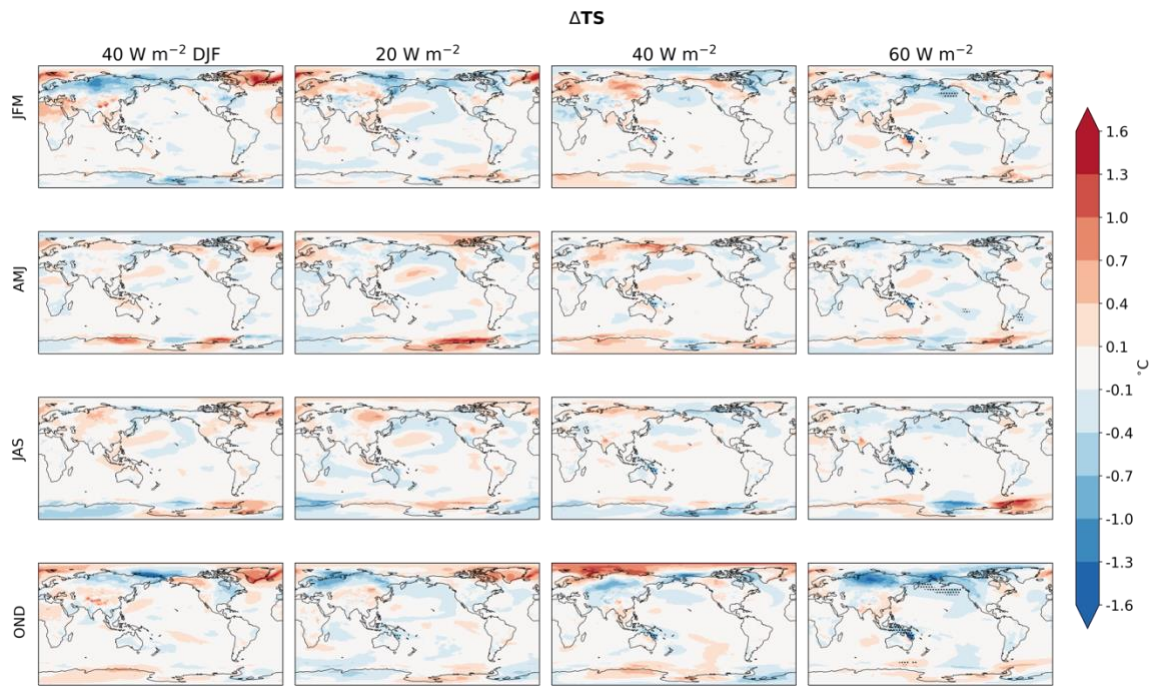 ΔTS
40 W m⁻² DJF
20 W m⁻²
40 W m⁻²
60 W m⁻²
JFM
AMJ
JAS
OND
1.6
1.3
1.0
0.7
0.4
0.1
-0.1
-0.4
-0.7
-1.0
-1.3
-1.6
°C